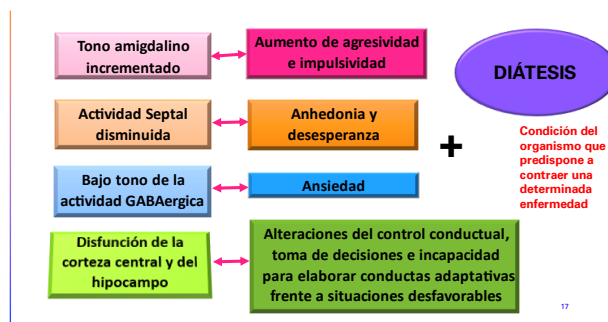 Tono amigdalino
incrementado
Aumento de agresividad
e impulsividad
Actividad Septal
disminuida
Anhedonia y
desesperanza
Bajo tono de la
actividad GABAergica
Ansiedad
Disfunción de la
corteza central y del
hipocampo
Alteraciones del control conductual,
toma de decisiones e incapacidad
para elaborar conductas adaptativas
frente a situaciones desfavorables
+
DIÁTESIS
Condición del
organismo que
predispone a
contraer una
determinada
enfermedad
17